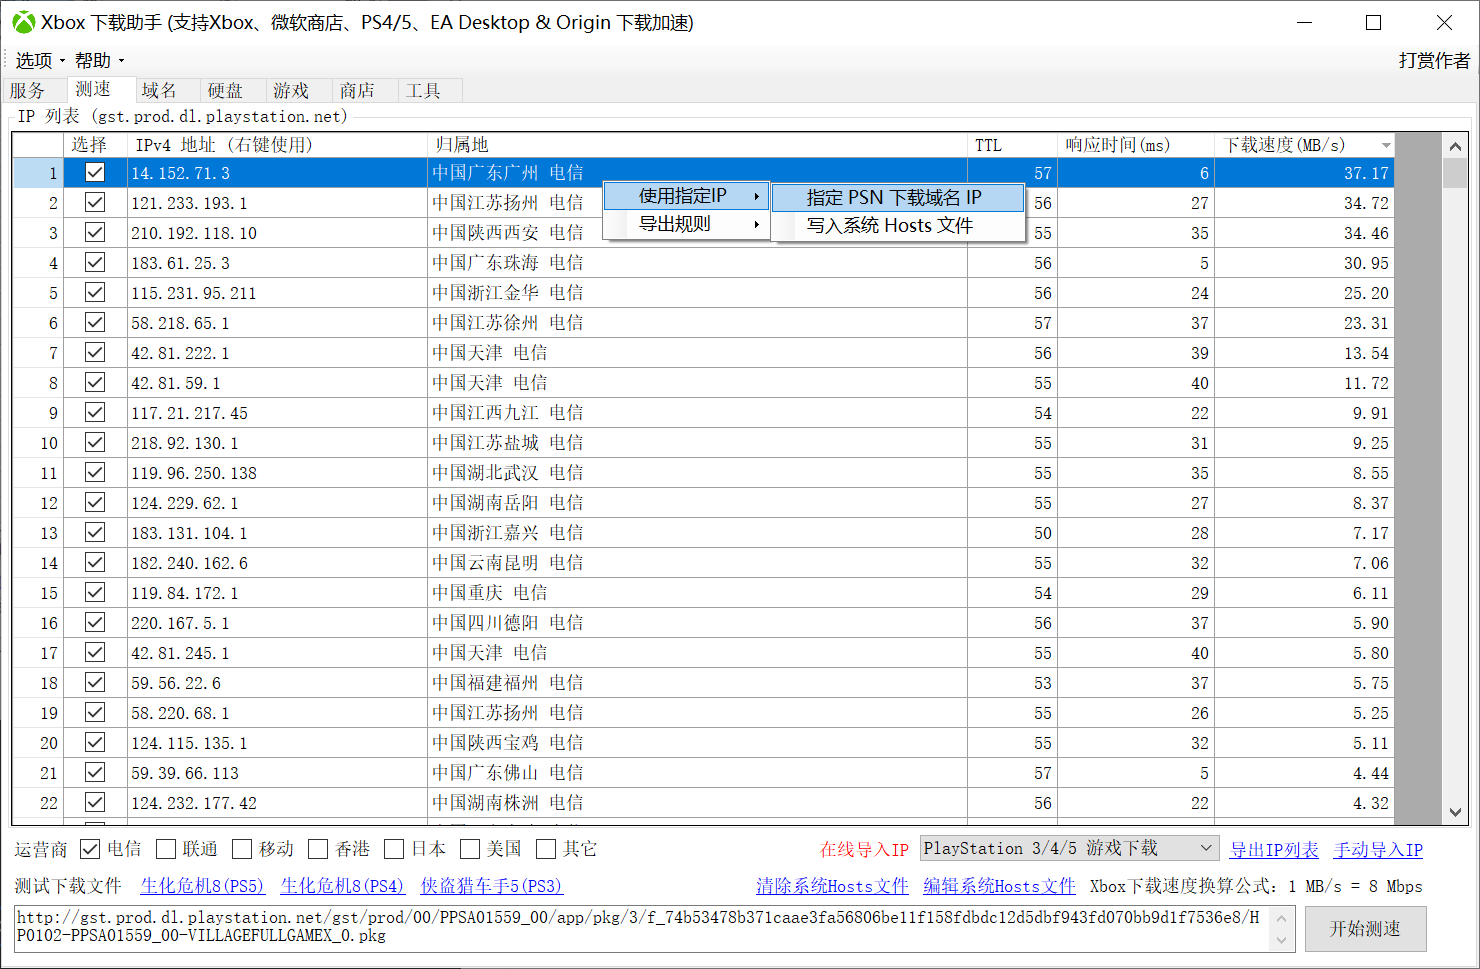 Xbox 下载助手 (支持Xbox、微软商店、PS4/5、EA Desktop & Origin 下载加速)
选项 帮助 打赏作者
服务 测速 域名 硬盘 游戏 商店 工具
IP 列表 (gst.prod.dl.playstation.net)
选择 IPv4 地址 (右键使用) 归属地 TTL 响应时间(ms) 下载速度(MB/s)
1 14.152.71.3 中国广东广州 电信 57 6 37.17
使用指定IP 指定 PSN 下载域名 IP
2 121.233.193.1 中国江苏扬州 电信 56 27 34.72
导出规则 写入系统 Hosts 文件
3 210.192.118.10 中国陕西西安 电信 55 35 34.46
4 183.61.25.3 中国广东珠海 电信 56 5 30.95
5 115.231.95.211 中国浙江金华 电信 56 24 25.20
6 58.218.65.1 中国江苏徐州 电信 57 37 23.31
7 42.81.222.1 中国天津 电信 56 39 13.54
8 42.81.59.1 中国天津 电信 55 40 11.72
9 117.21.217.45 中国江西九江 电信 54 22 9.91
10 218.92.130.1 中国江苏盐城 电信 55 31 9.25
11 119.96.250.138 中国湖北武汉 电信 55 35 8.55
12 124.229.62.1 中国湖南岳阳 电信 55 27 8.37
13 183.131.104.1 中国浙江嘉兴 电信 50 28 7.17
14 182.240.162.6 中国云南昆明 电信 55 32 7.06
15 119.84.172.1 中国重庆 电信 54 29 6.11
16 220.167.5.1 中国四川德阳 电信 56 37 5.90
17 42.81.245.1 中国天津 电信 55 40 5.80
18 59.56.22.6 中国福建福州 电信 53 37 5.75
19 58.220.68.1 中国江苏扬州 电信 55 26 5.25
20 124.115.135.1 中国陕西宝鸡 电信 55 32 5.11
21 59.39.66.113 中国广东佛山 电信 57 5 4.44
22 124.232.177.42 中国湖南株洲 电信 56 22 4.32
运营商 电信 联通 移动 香港 日本 美国 其它 在线导入IP PlayStation 3/4/5 游戏下载 导出IP列表 手动导入IP
测试下载文件 生化危机8(PS5) 生化危机8(PS4) 侠盗猎车手5(PS3) 清除系统Hosts文件 编辑系统Hosts文件 Xbox下载速度换算公式: 1 MB/s = 8 Mbps
http://gst.prod.dl.playstation.net/gst/prod/00/PPSA01559_00/app/pkg/3/f_74b53478b371caae3fa56806be11f158fdbdc12d5dbf943fd070bb9d1f7536e8/H
P0102-PPSA01559_00-VILLAGEFULLGAMEX_0.pkg
开始测速